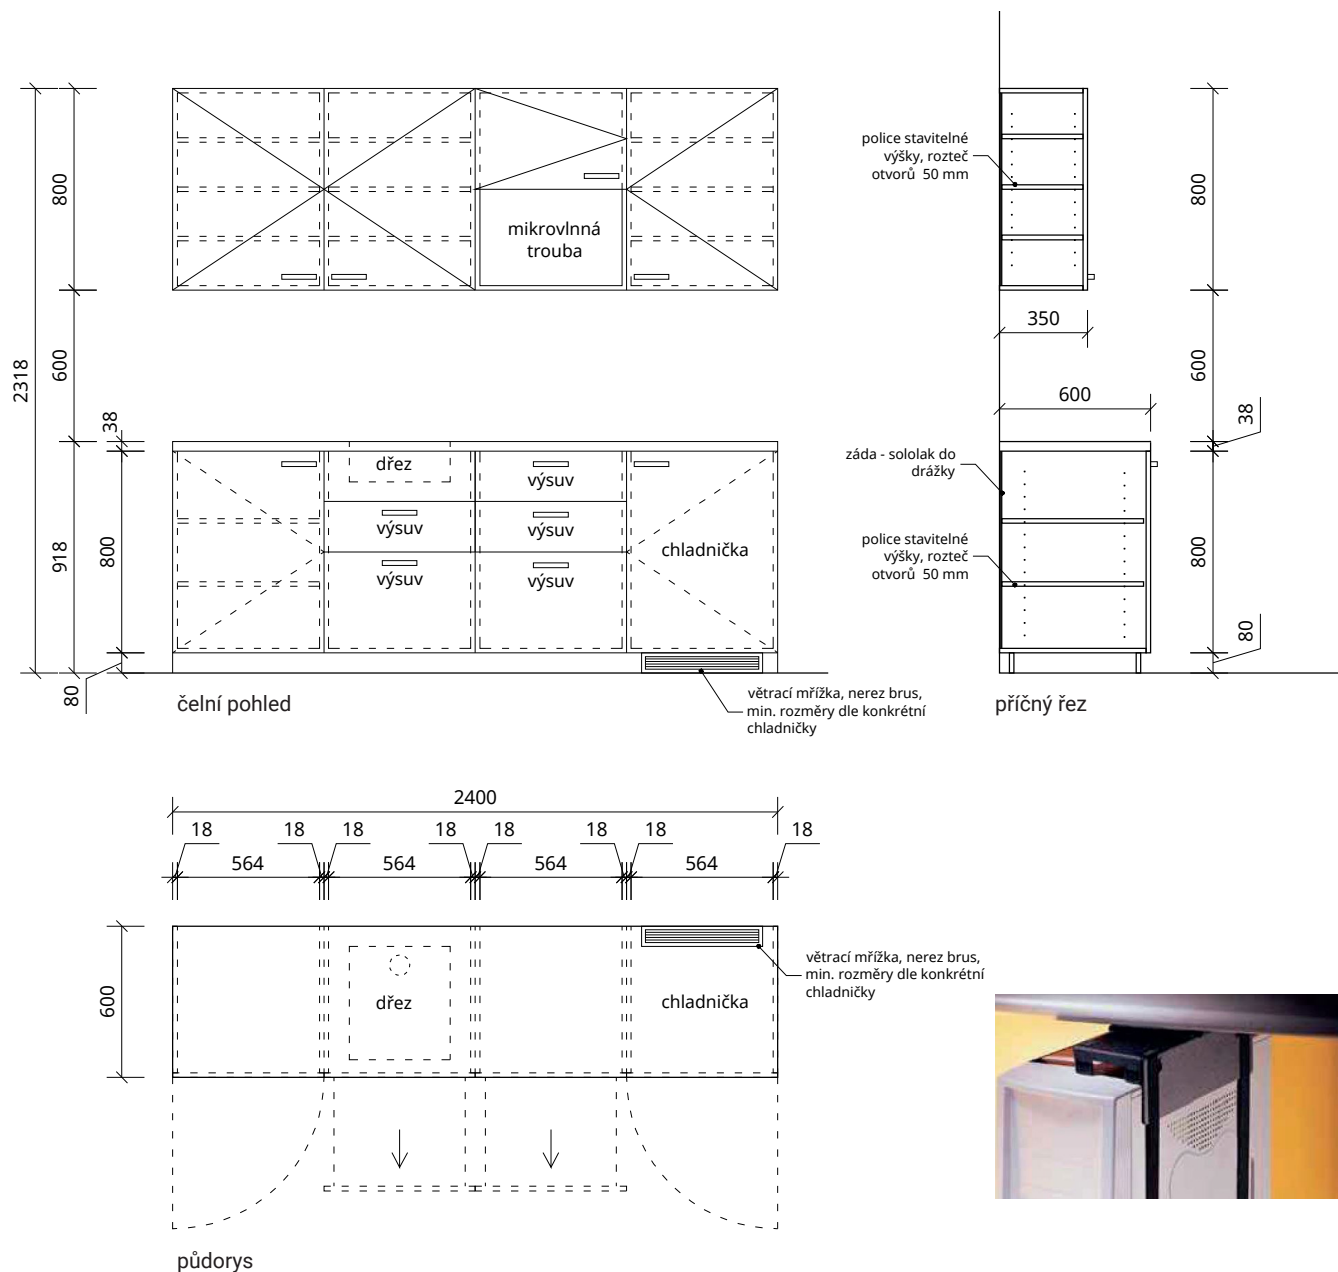 800
600
2318
38
918
800
80
mikrovlnná
trouba
dřez
výsuv
výsuv
výsuv
výsuv
výsuv
chladnička
větrací mřížka, nerez brus,
min. rozměry dle konkrétní
chladničky
čelní pohled
police stavitelné
výšky, rozteč
otvorů 50 mm
800
350
600
600
38
záda - sololak do
drážky
police stavitelné
výšky, rozteč
otvorů 50 mm
800
80
příčný řez
2400
18 18 18 18 18 18 18 18
564 564 564 564
600
dřez
chladnička
větrací mřížka, nerez brus,
min. rozměry dle konkrétní
chladničky
půdorys